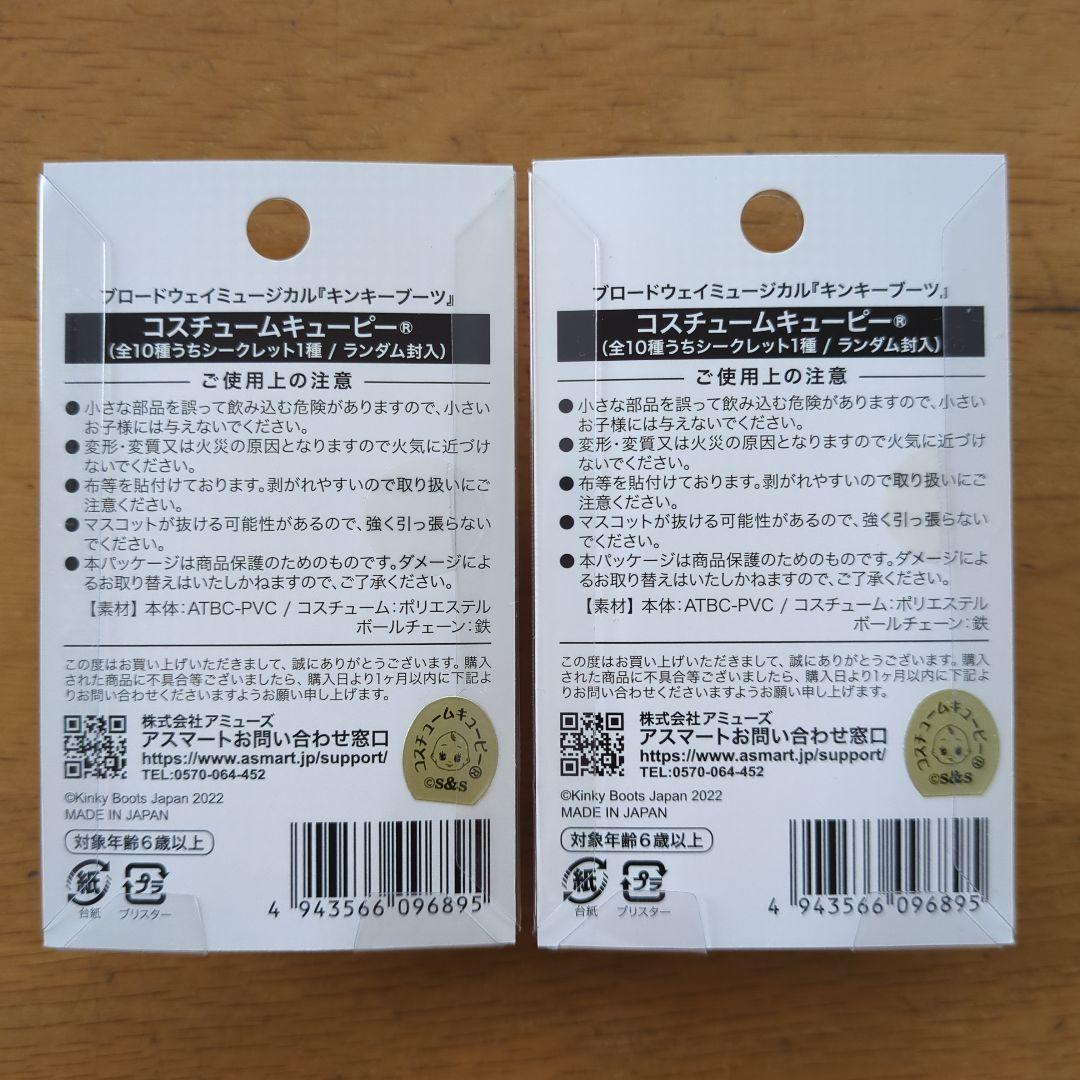 ブロードウェイミュージカル『キンキーブーツ』
コスチュームキューピー®
（全10種うちシークレット1種 / ランダム封入）
ご使用上の注意
● 小さな部品を誤って飲み込む危険がありますので、小さい
お子様には与えないでください。
● 変形・変質又は火災の原因となりますので火気に近づけ
ないでください。
● 布等を貼付けております。剥がれやすいので取り扱いにご
注意ください。
● マスコットが抜ける可能性があるので、強く引っ張らない
でください。
● 本パッケージは商品保護のためのものです。ダメージによ
るお取り替えはいたしかねますので、ご了承ください。
【素材】本体：ATBC-PVC / コスチューム：ポリエステル
ボールチェーン：鉄
この度はお買い上げいただきまして、誠にありがとうございます。購入
された商品に不具合等ございましたら、購入日より1ヶ月以内に下記よ
りお問い合わせくださいますようお願い申し上げます。
株式会社アミューズ
アスマートお問い合わせ窓口
https://www.asmart.jp/support/
TEL:0570-064-452
コスチュームキューピー®
©S&S
©Kinky Boots Japan 2022
MADE IN JAPAN
対象年齢6歳以上
紙
プラ
台紙
ブリスター
4 943566 096895
ブロードウェイミュージカル『キンキーブーツ』
コスチュームキューピー®
（全10種うちシークレット1種 / ランダム封入）
ご使用上の注意
● 小さな部品を誤って飲み込む危険がありますので、小さい
お子様には与えないでください。
● 変形・変質又は火災の原因となりますので火気に近づけ
ないでください。
● 布等を貼付けております。剥がれやすいので取り扱いにご
注意ください。
● マスコットが抜ける可能性があるので、強く引っ張らない
でください。
● 本パッケージは商品保護のためのものです。ダメージによ
るお取り替えはいたしかねますので、ご了承ください。
【素材】本体：ATBC-PVC / コスチューム：ポリエステル
ボールチェーン：鉄
この度はお買い上げいただきまして、誠にありがとうございます。購入
された商品に不具合等ございましたら、購入日より1ヶ月以内に下記よ
りお問い合わせくださいますようお願い申し上げます。
株式会社アミューズ
アスマートお問い合わせ窓口
https://www.asmart.jp/support/
TEL:0570-064-452
コスチュームキューピー®
©S&S
©Kinky Boots Japan 2022
MADE IN JAPAN
対象年齢6歳以上
紙
プラ
台紙
ブリスター
4 943566 096895